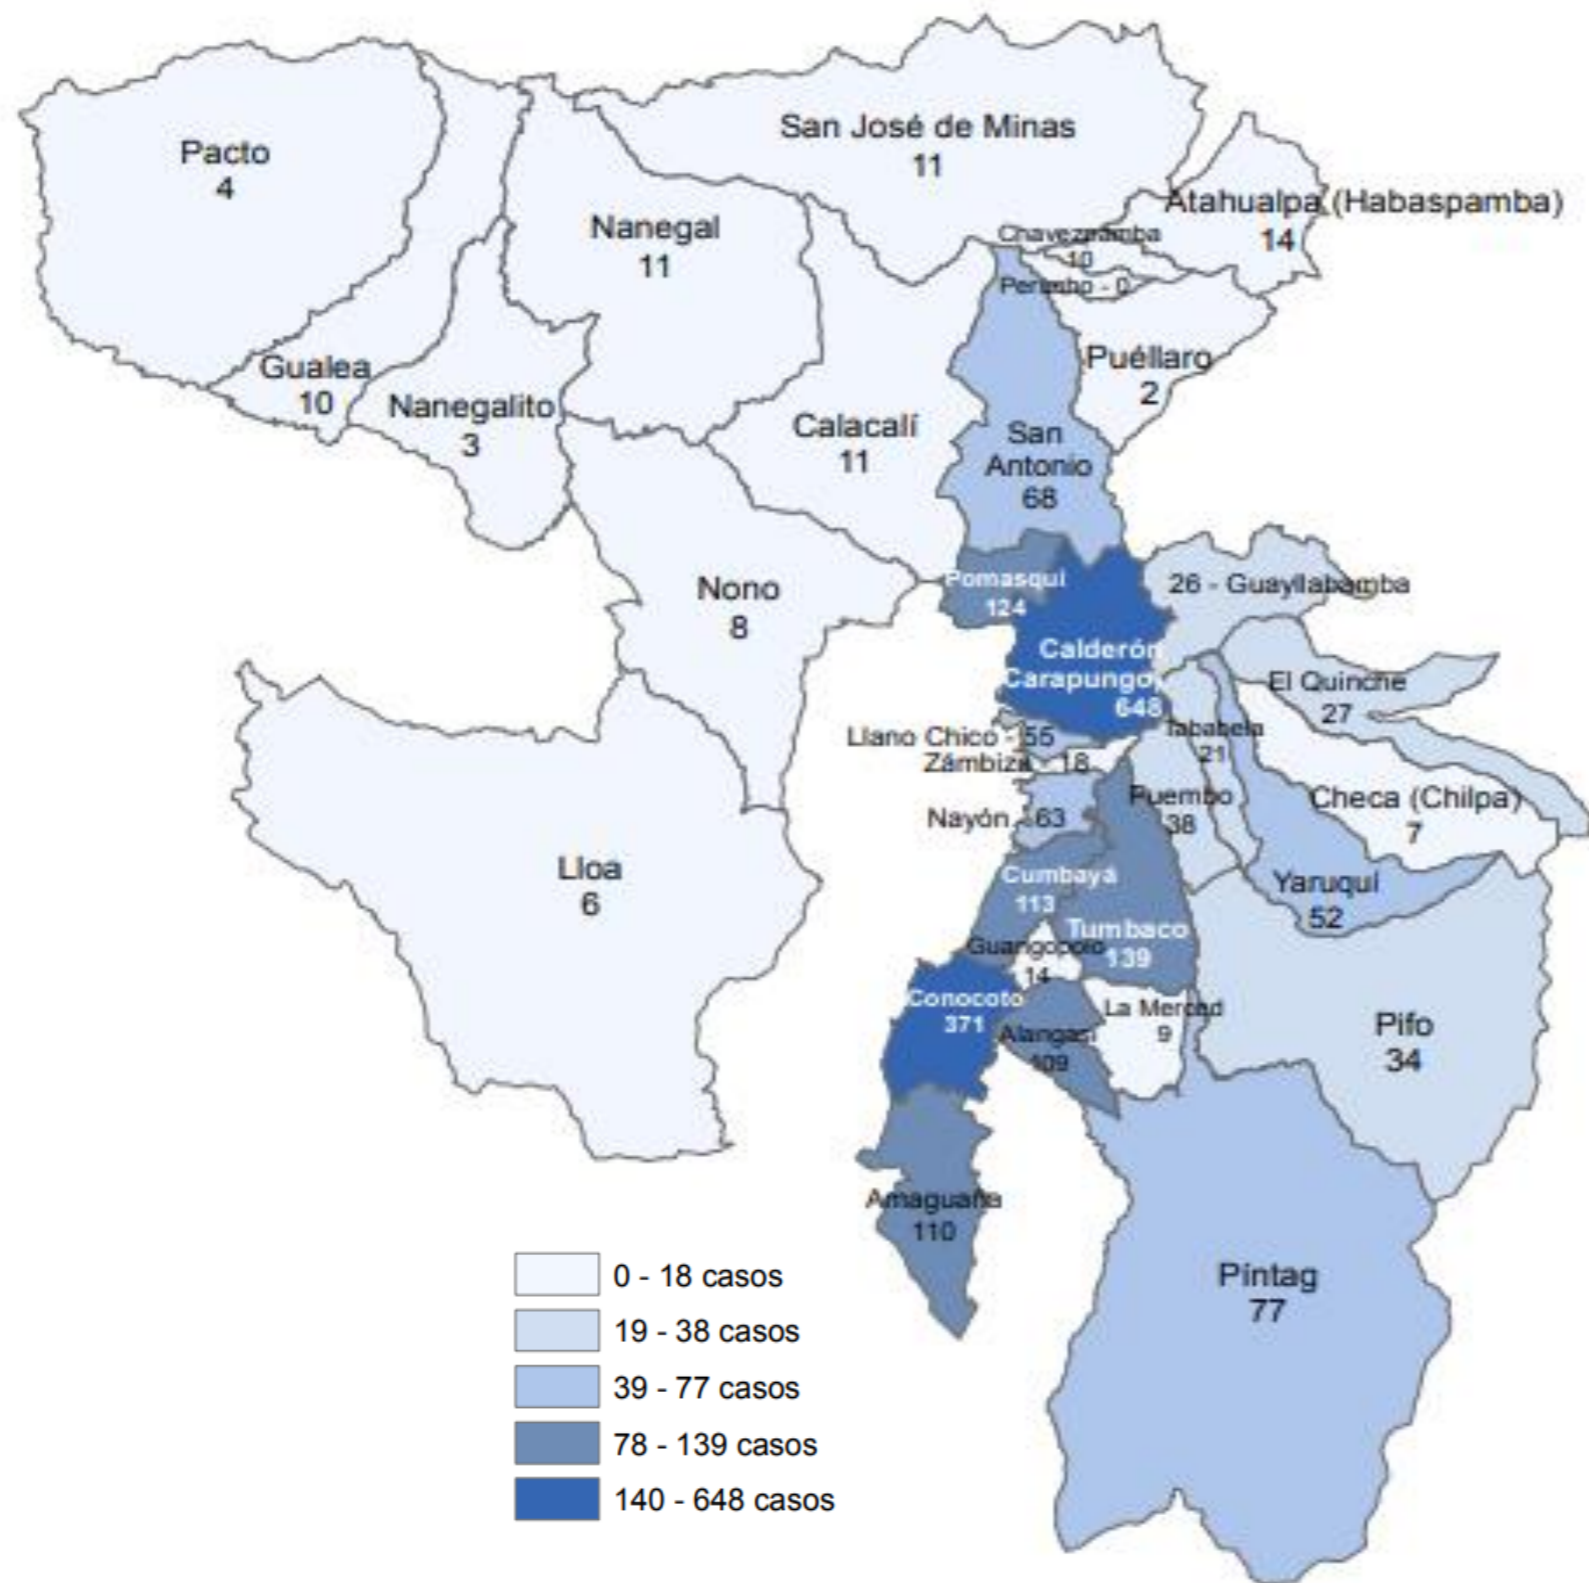 Pacto
4
San José de Minas
11
Atahualpa (Habaspamba)
14
Nanegal
11
Chavezpamba
10
Perucho - 0
Puéllaro
2
Gualea
10
Nanegalito
3
Calacalí
11
San
Antonio
68
Nono
8
Pomasqui
124
26 - Guayllabamba
Calderón
Carapungo
648
El Quinche
27
Llano Chico - 55
Tababela
21
Zámbiza - 18
Nayón - 63
Puembo
38
Checa (Chilpa)
7
Lloa
6
Cumbayá
113
Yaruquí
52
Tumbaco
139
Guangopolo
14
Conocoto
371
La Merced
9
Alangasí
109
Pifo
34
Amaguaña
110
Pintag
77
0 - 18 casos
19 - 38 casos
39 - 77 casos
78 - 139 casos
140 - 648 casos